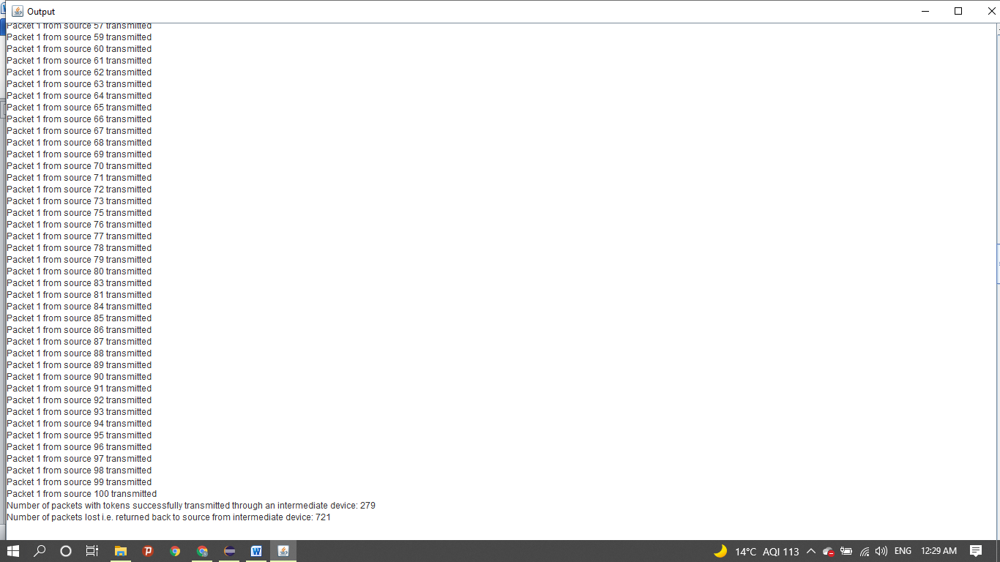 Output
Packet 1 from source 57 transmitted
Packet 1 from source 59 transmitted
Packet 1 from source 60 transmitted
Packet 1 from source 61 transmitted
Packet 1 from source 62 transmitted
Packet 1 from source 63 transmitted
Packet 1 from source 64 transmitted
Packet 1 from source 65 transmitted
Packet 1 from source 66 transmitted
Packet 1 from source 67 transmitted
Packet 1 from source 68 transmitted
Packet 1 from source 69 transmitted
Packet 1 from source 70 transmitted
Packet 1 from source 71 transmitted
Packet 1 from source 72 transmitted
Packet 1 from source 73 transmitted
Packet 1 from source 75 transmitted
Packet 1 from source 76 transmitted
Packet 1 from source 77 transmitted
Packet 1 from source 78 transmitted
Packet 1 from source 79 transmitted
Packet 1 from source 80 transmitted
Packet 1 from source 83 transmitted
Packet 1 from source 81 transmitted
Packet 1 from source 84 transmitted
Packet 1 from source 85 transmitted
Packet 1 from source 86 transmitted
Packet 1 from source 87 transmitted
Packet 1 from source 88 transmitted
Packet 1 from source 89 transmitted
Packet 1 from source 90 transmitted
Packet 1 from source 91 transmitted
Packet 1 from source 92 transmitted
Packet 1 from source 93 transmitted
Packet 1 from source 94 transmitted
Packet 1 from source 95 transmitted
Packet 1 from source 96 transmitted
Packet 1 from source 97 transmitted
Packet 1 from source 98 transmitted
Packet 1 from source 99 transmitted
Packet 1 from source 100 transmitted
Number of packets with tokens successfully transmitted through an intermediate device: 279
Number of packets lost i.e. returned back to source from intermediate device: 721
14°C AQI 113 ENG 12:29 AM